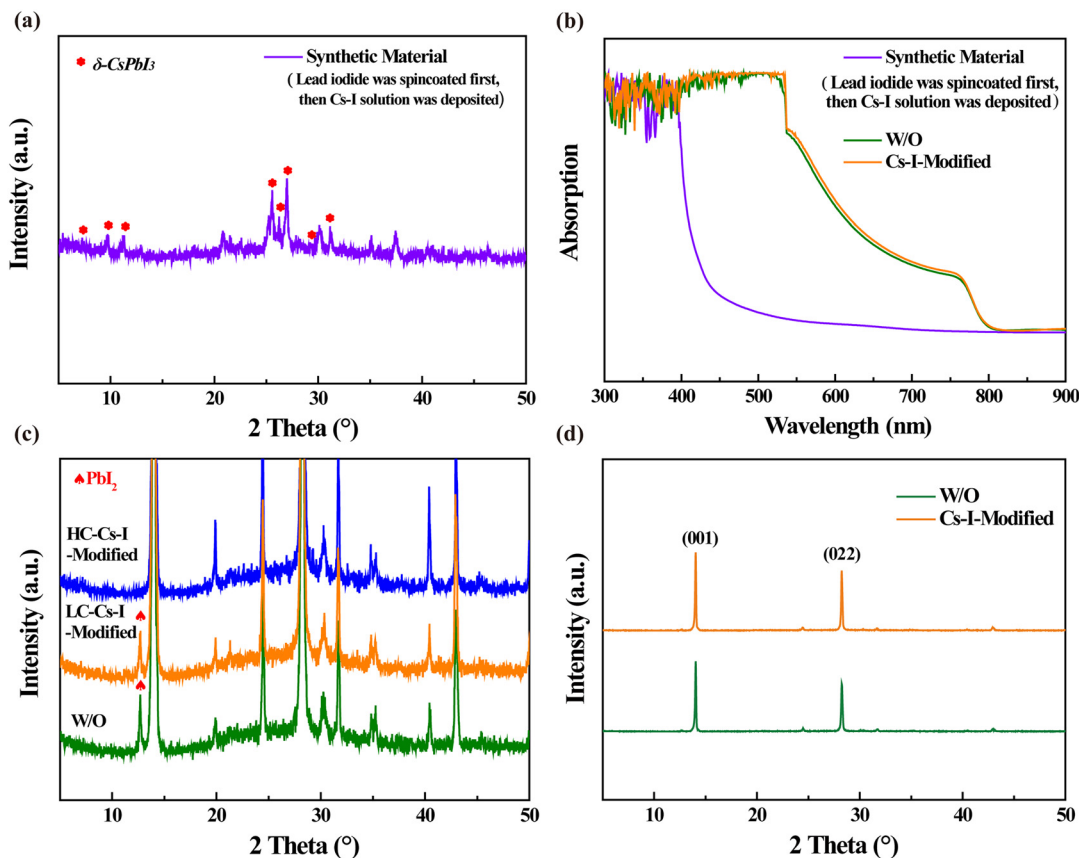 (a)
δ-CsPbI₃
Synthetic Material
(Lead iodide was spincoated first,
then Cs-I solution was deposited)
Intensity (a.u.)
10 20 30 40 50
2 Theta (°)
(b)
Synthetic Material
(Lead iodide was spincoated first,
then Cs-I solution was deposited)
W/O
Cs-I-Modified
Absorption
300 400 500 600 700 800 900
Wavelength (nm)
(c)
♠PbI₂
HC-Cs-I
-Modified
LC-Cs-I
-Modified
W/O
Intensity (a.u.)
10 20 30 40 50
2 Theta (°)
(d)
W/O
Cs-I-Modified
(001)
(022)
Intensity (a.u.)
10 20 30 40 50
2 Theta (°)